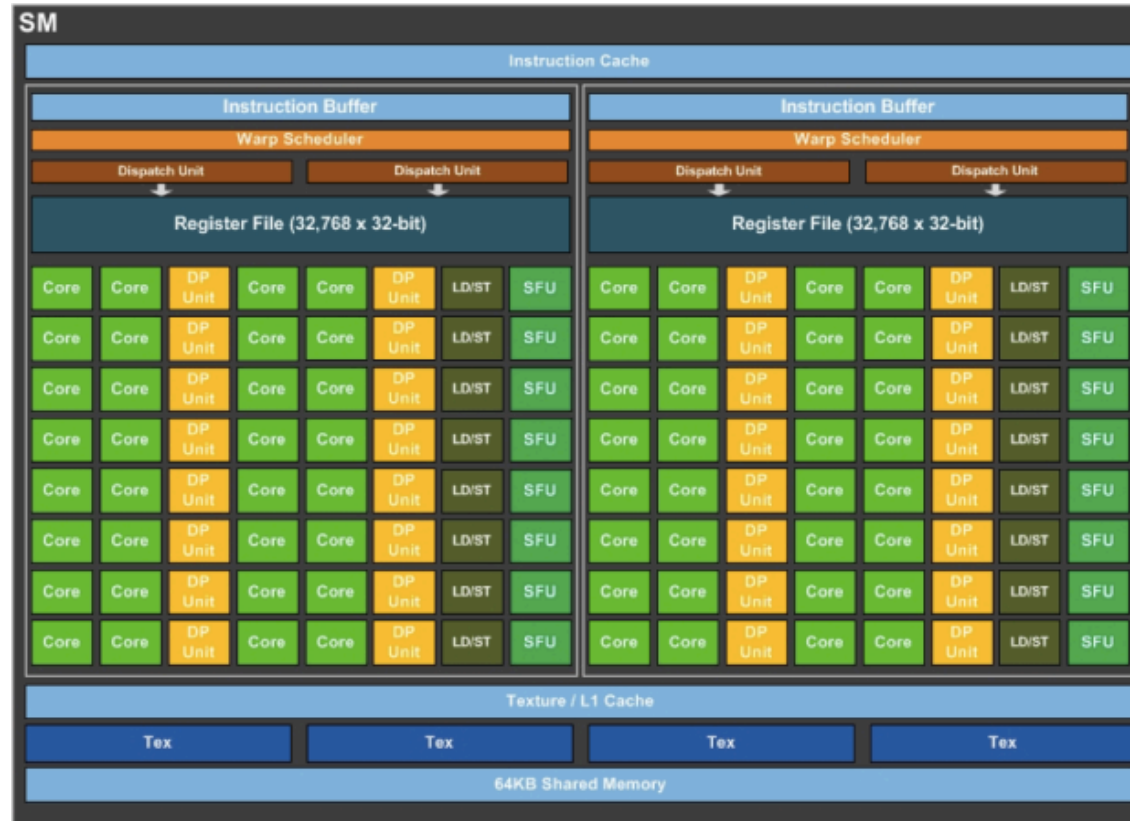 SM
Instruction Cache
Instruction Buffer Instruction Buffer
Warp Scheduler Warp Scheduler
Dispatch Unit Dispatch Unit Dispatch Unit Dispatch Unit
Register File (32,768 x 32-bit) Register File (32,768 x 32-bit)
Core Core DP Unit Core Core DP Unit LD/ST SFU Core Core DP Unit Core Core DP Unit LD/ST SFU
Core Core DP Unit Core Core DP Unit LD/ST SFU Core Core DP Unit Core Core DP Unit LD/ST SFU
Core Core DP Unit Core Core DP Unit LD/ST SFU Core Core DP Unit Core Core DP Unit LD/ST SFU
Core Core DP Unit Core Core DP Unit LD/ST SFU Core Core DP Unit Core Core DP Unit LD/ST SFU
Core Core DP Unit Core Core DP Unit LD/ST SFU Core Core DP Unit Core Core DP Unit LD/ST SFU
Core Core DP Unit Core Core DP Unit LD/ST SFU Core Core DP Unit Core Core DP Unit LD/ST SFU
Core Core DP Unit Core Core DP Unit LD/ST SFU Core Core DP Unit Core Core DP Unit LD/ST SFU
Core Core DP Unit Core Core DP Unit LD/ST SFU Core Core DP Unit Core Core DP Unit LD/ST SFU
Texture / L1 Cache
Tex Tex Tex Tex
64KB Shared Memory